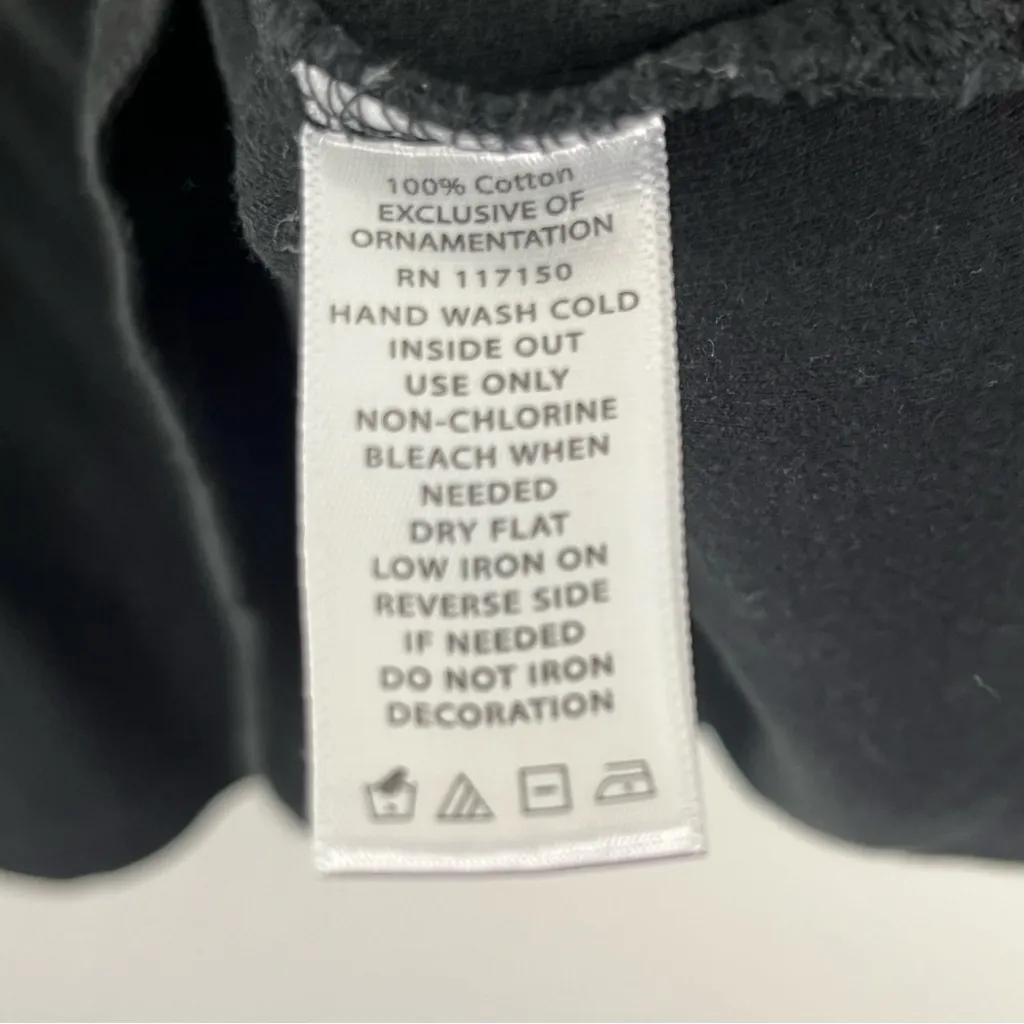 100% Cotton
EXCLUSIVE OF
ORNAMENTATION
RN 117150
HAND WASH COLD
INSIDE OUT
USE ONLY
NON-CHLORINE
BLEACH WHEN
NEEDED
DRY FLAT
LOW IRON ON
REVERSE SIDE
IF NEEDED
DO NOT IRON
DECORATION